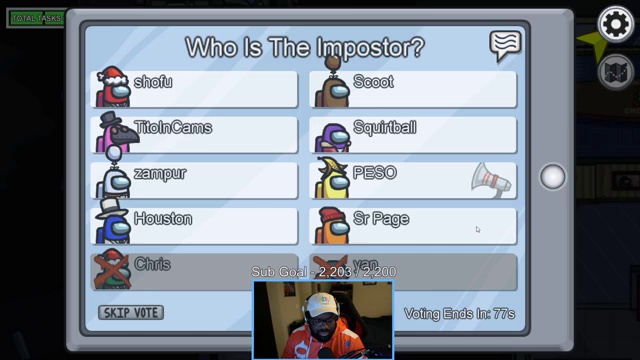 TOTAL TASKS
Who Is The Impostor?
shofu
Scoot
TitoInCams
Squirtball
zampur
PESO
Houston
Sr Page
Chris
van
Sub Goal - 2,203 / 2,200
SKIP VOTE
Voting Ends In: 77s